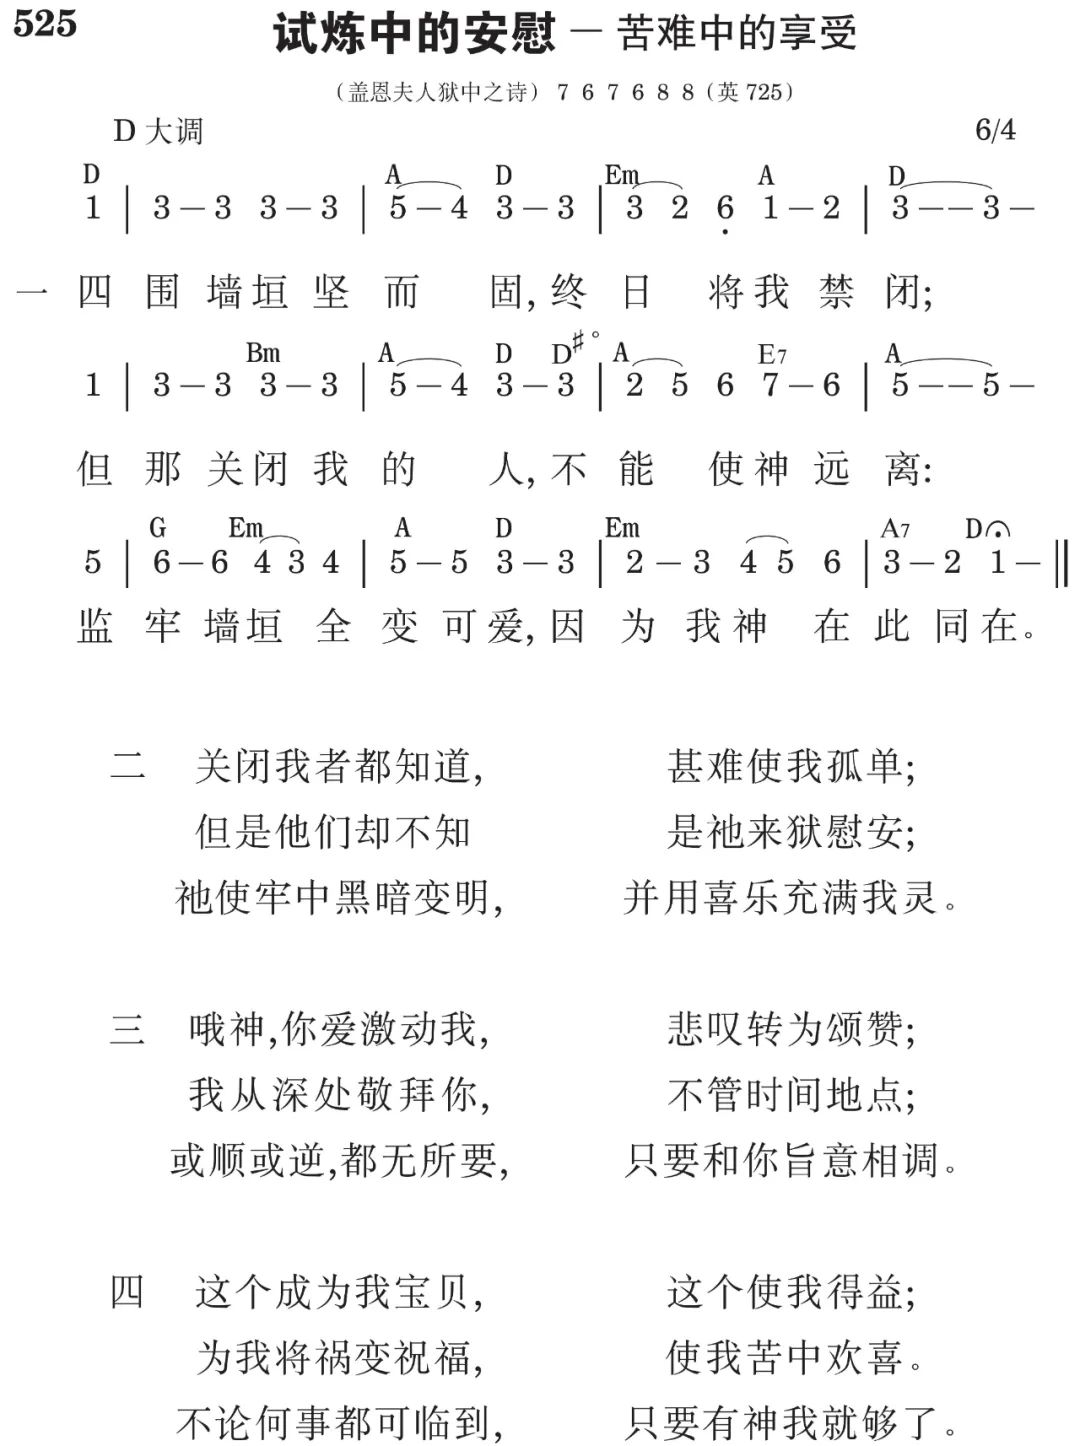 525 试炼中的安慰 — 苦难中的享受
（盖恩夫人狱中之诗）7 6 7 6 8 8（英 725）
D 大调 6/4
D A D Em A D
1 | 3 – 3 3 – 3 | 5 – 4 3 – 3 | 3 2 6̣ 1 – 2 | 3 – – 3 –
一 四 围 墙垣 坚 而 固, 终 日 将我 禁 闭;
Bm A D D♯° A E7 A
1 | 3 – 3 3 – 3 | 5 – 4 3 – 3 | 2 5 6 7 – 6 | 5 – – 5 –
但 那 关闭 我 的 人, 不 能 使神 远 离:
G Em A D Em A7 D
5 | 6 – 6 4 3 4 | 5 – 5 3 – 3 | 2 – 3 4 5 6 | 3 – 2 1 – ‖
监 牢 墙垣 全 变 可爱, 因 为 我神 在 此 同在。
二 关闭我者都知道, 甚难使我孤单;
但是他们却不知 是祂来狱慰安;
祂使牢中黑暗变明, 并用喜乐充满我灵。
三 哦神,你爱激动我, 悲叹转为颂赞;
我从深处敬拜你, 不管时间地点;
或顺或逆,都无所要, 只要和你旨意相调。
四 这个成为我宝贝, 这个使我得益;
为我将祸变祝福, 使我苦中欢喜。
不论何事都可临到, 只要有神我就够了。